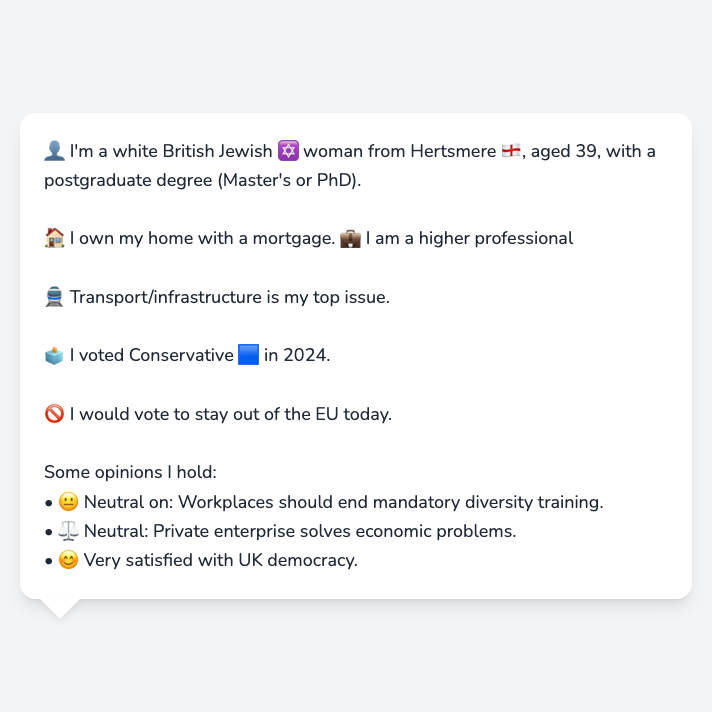 👤 I'm a white British Jewish ✡️ woman from Hertsmere 🏴󠁧󠁢󠁥󠁮󠁧󠁿, aged 39, with a
postgraduate degree (Master's or PhD).
🏠 I own my home with a mortgage. 💼 I am a higher professional
🚆 Transport/infrastructure is my top issue.
🗳️ I voted Conservative 🟦 in 2024.
🚫 I would vote to stay out of the EU today.
Some opinions I hold:
• 😐 Neutral on: Workplaces should end mandatory diversity training.
• ⚖️ Neutral: Private enterprise solves economic problems.
• 😊 Very satisfied with UK democracy.